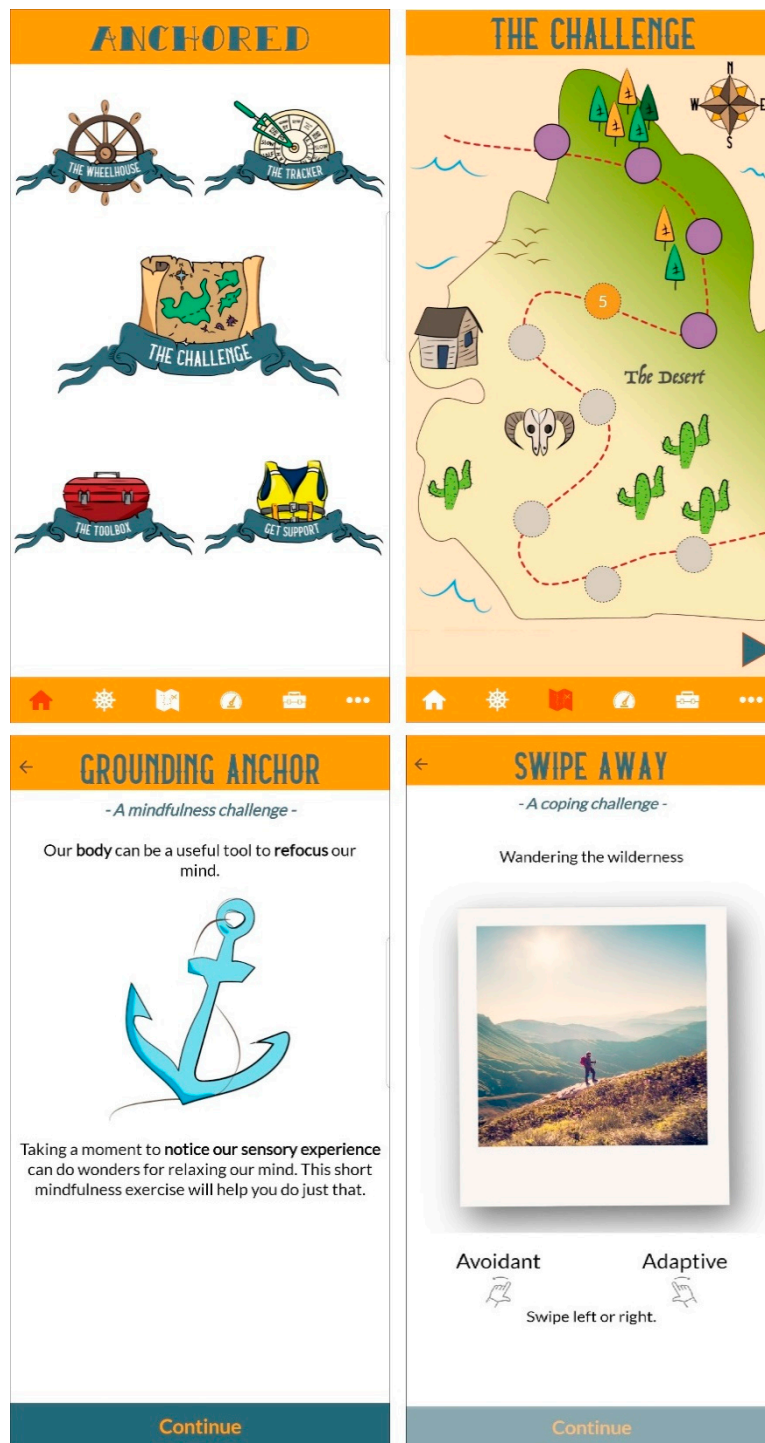 ANCHORED
THE WHEELHOUSE
THE TRACKER
THE CHALLENGE
THE TOOLBOX
GET SUPPORT
THE CHALLENGE
N
W
E
S
5
The Desert
GROUNDING ANCHOR
- A mindfulness challenge -
Our body can be a useful tool to refocus our
mind.
Taking a moment to notice our sensory experience
can do wonders for relaxing our mind. This short
mindfulness exercise will help you do just that.
Continue
SWIPE AWAY
- A coping challenge -
Wandering the wilderness
Avoidant
Adaptive
Swipe left or right.
Continue